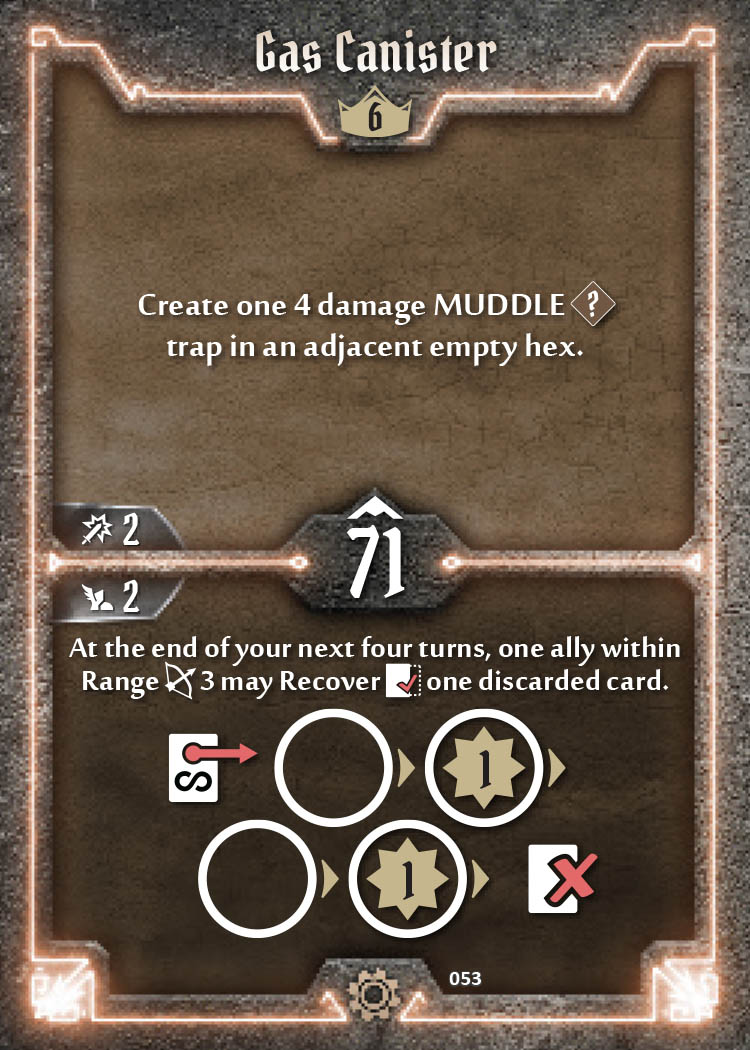 Gas Canister
6
Create one 4 damage MUDDLE ?
trap in an adjacent empty hex.
2
71
2
At the end of your next four turns, one ally within
Range 3 may Recover one discarded card.
S 1
1
053